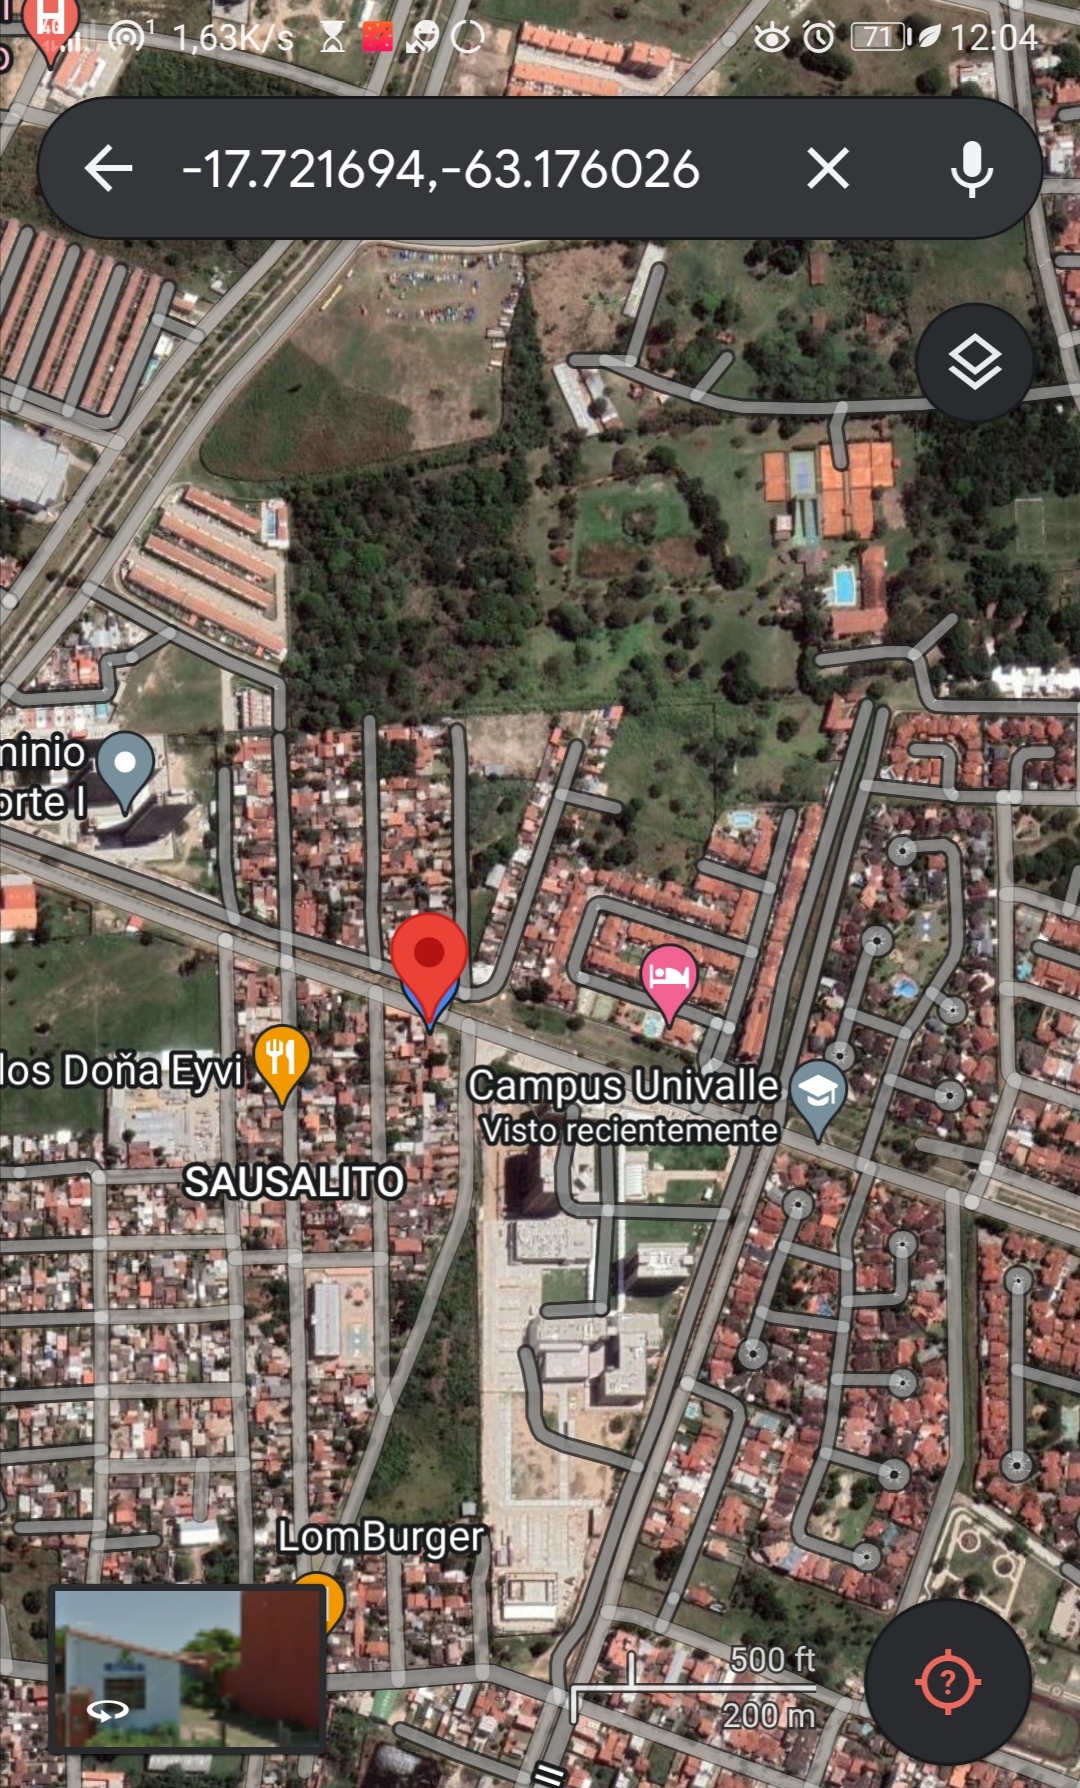 1,63K/s
71
12:04
-17.721694,-63.176026
minio
orte I
los Doña Eyvi
Campus Univalle
Visto recientemente
SAUSALITO
LomBurger
500 ft
200 m
?